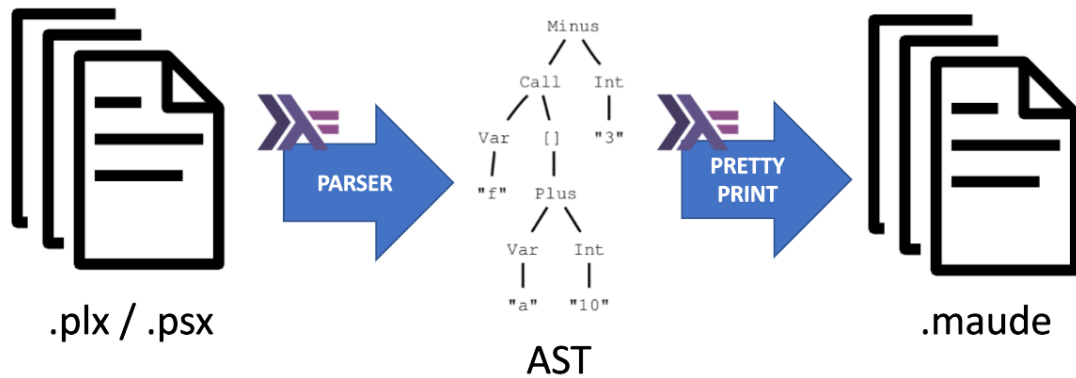 Minus
Call Int
Var [] "3"
"f" Plus
Var Int
"a" "10"
PARSER
PRETTY
PRINT
.plx / .psx
AST
.maude